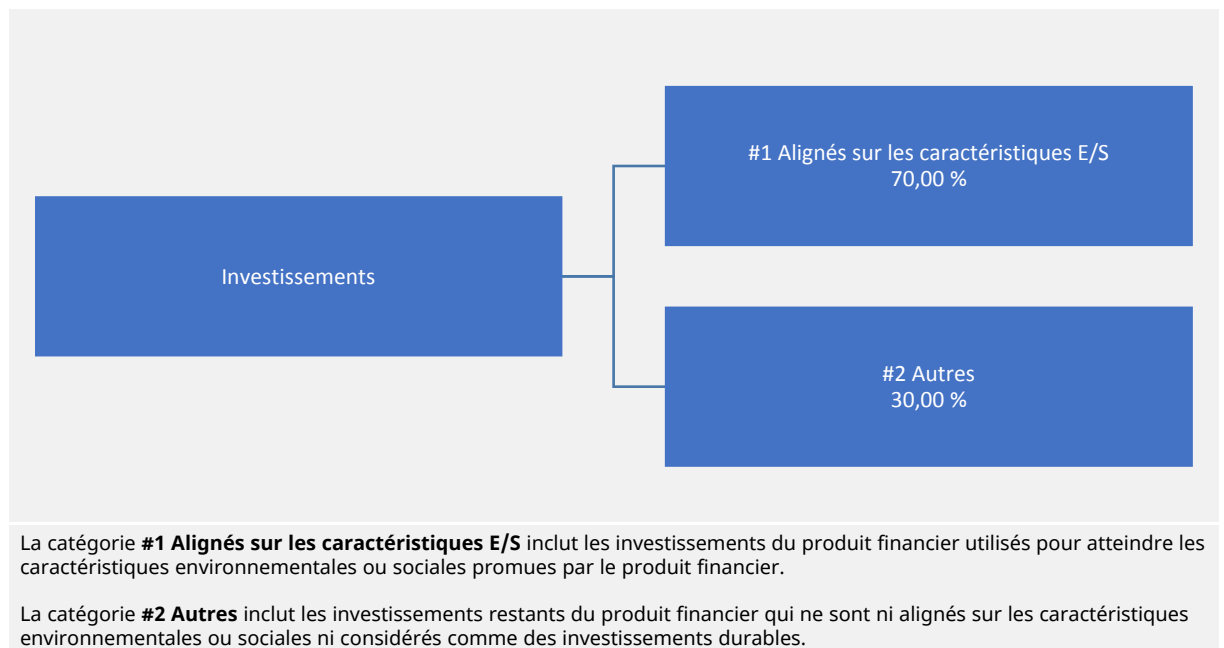 #1 Alignés sur les caractéristiques E/S
70,00 %
Investissements
#2 Autres
30,00 %
La catégorie #1 Alignés sur les caractéristiques E/S inclut les investissements du produit financier utilisés pour atteindre les
caractéristiques environnementales ou sociales promues par le produit financier.
La catégorie #2 Autres inclut les investissements restants du produit financier qui ne sont ni alignés sur les caractéristiques
environnementales ou sociales ni considérés comme des investissements durables.